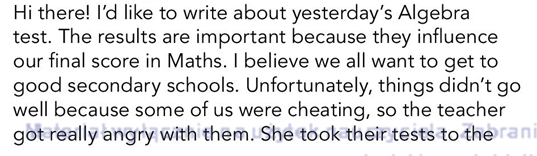 Hi there! I’d like to write about yesterday’s Algebra
test. The results are important because they influence
our final score in Maths. I believe we all want to get to
good secondary schools. Unfortunately, things didn’t go
well because some of us were cheating, so the teacher
got really angry with them. She took their tests to the